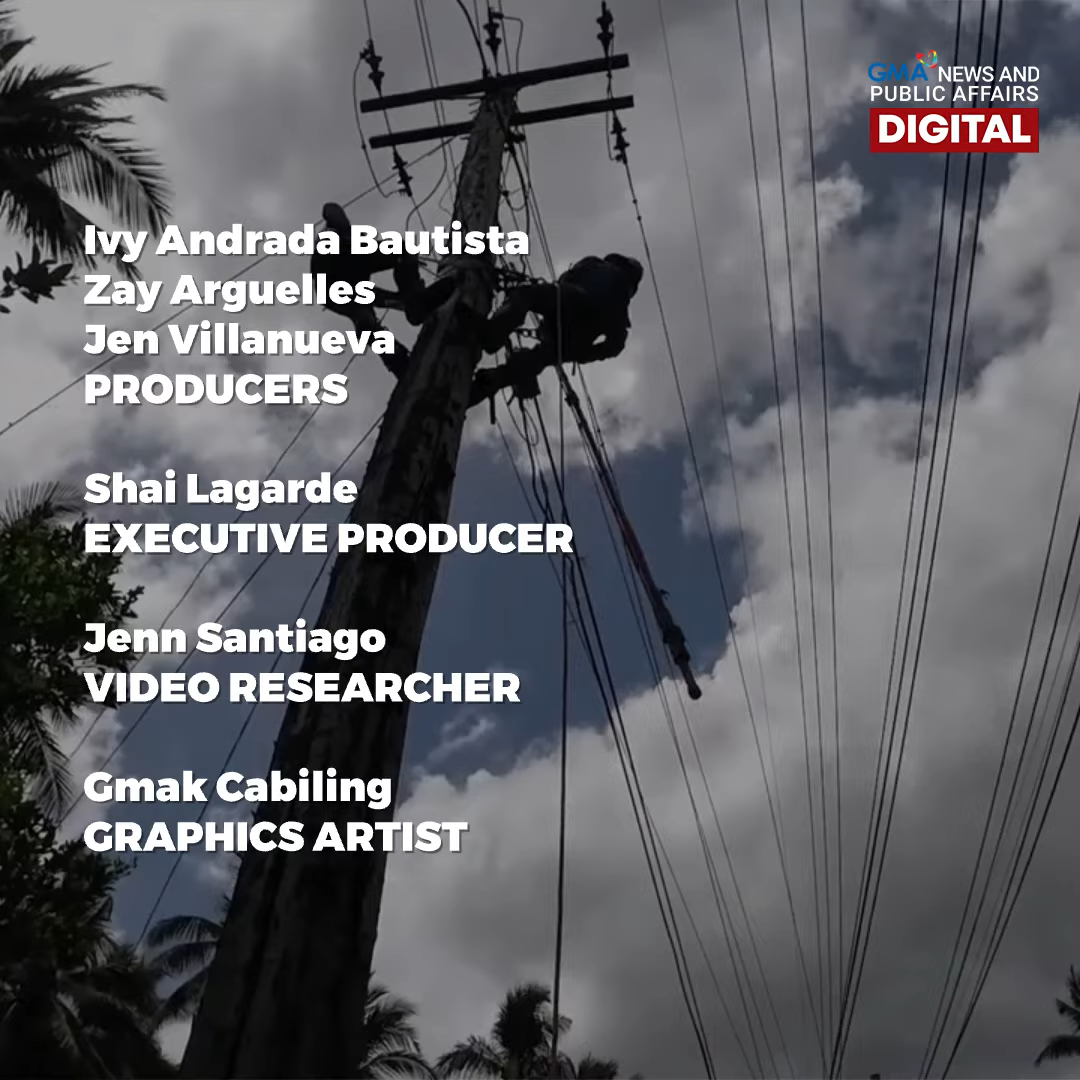 GMA NEWS AND
PUBLIC AFFAIRS
DIGITAL
Ivy Andrada Bautista
Zay Arguelles
Jen Villanueva
PRODUCERS
Shai Lagarde
EXECUTIVE PRODUCER
Jenn Santiago
VIDEO RESEARCHER
Gmak Cabiling
GRAPHICS ARTIST